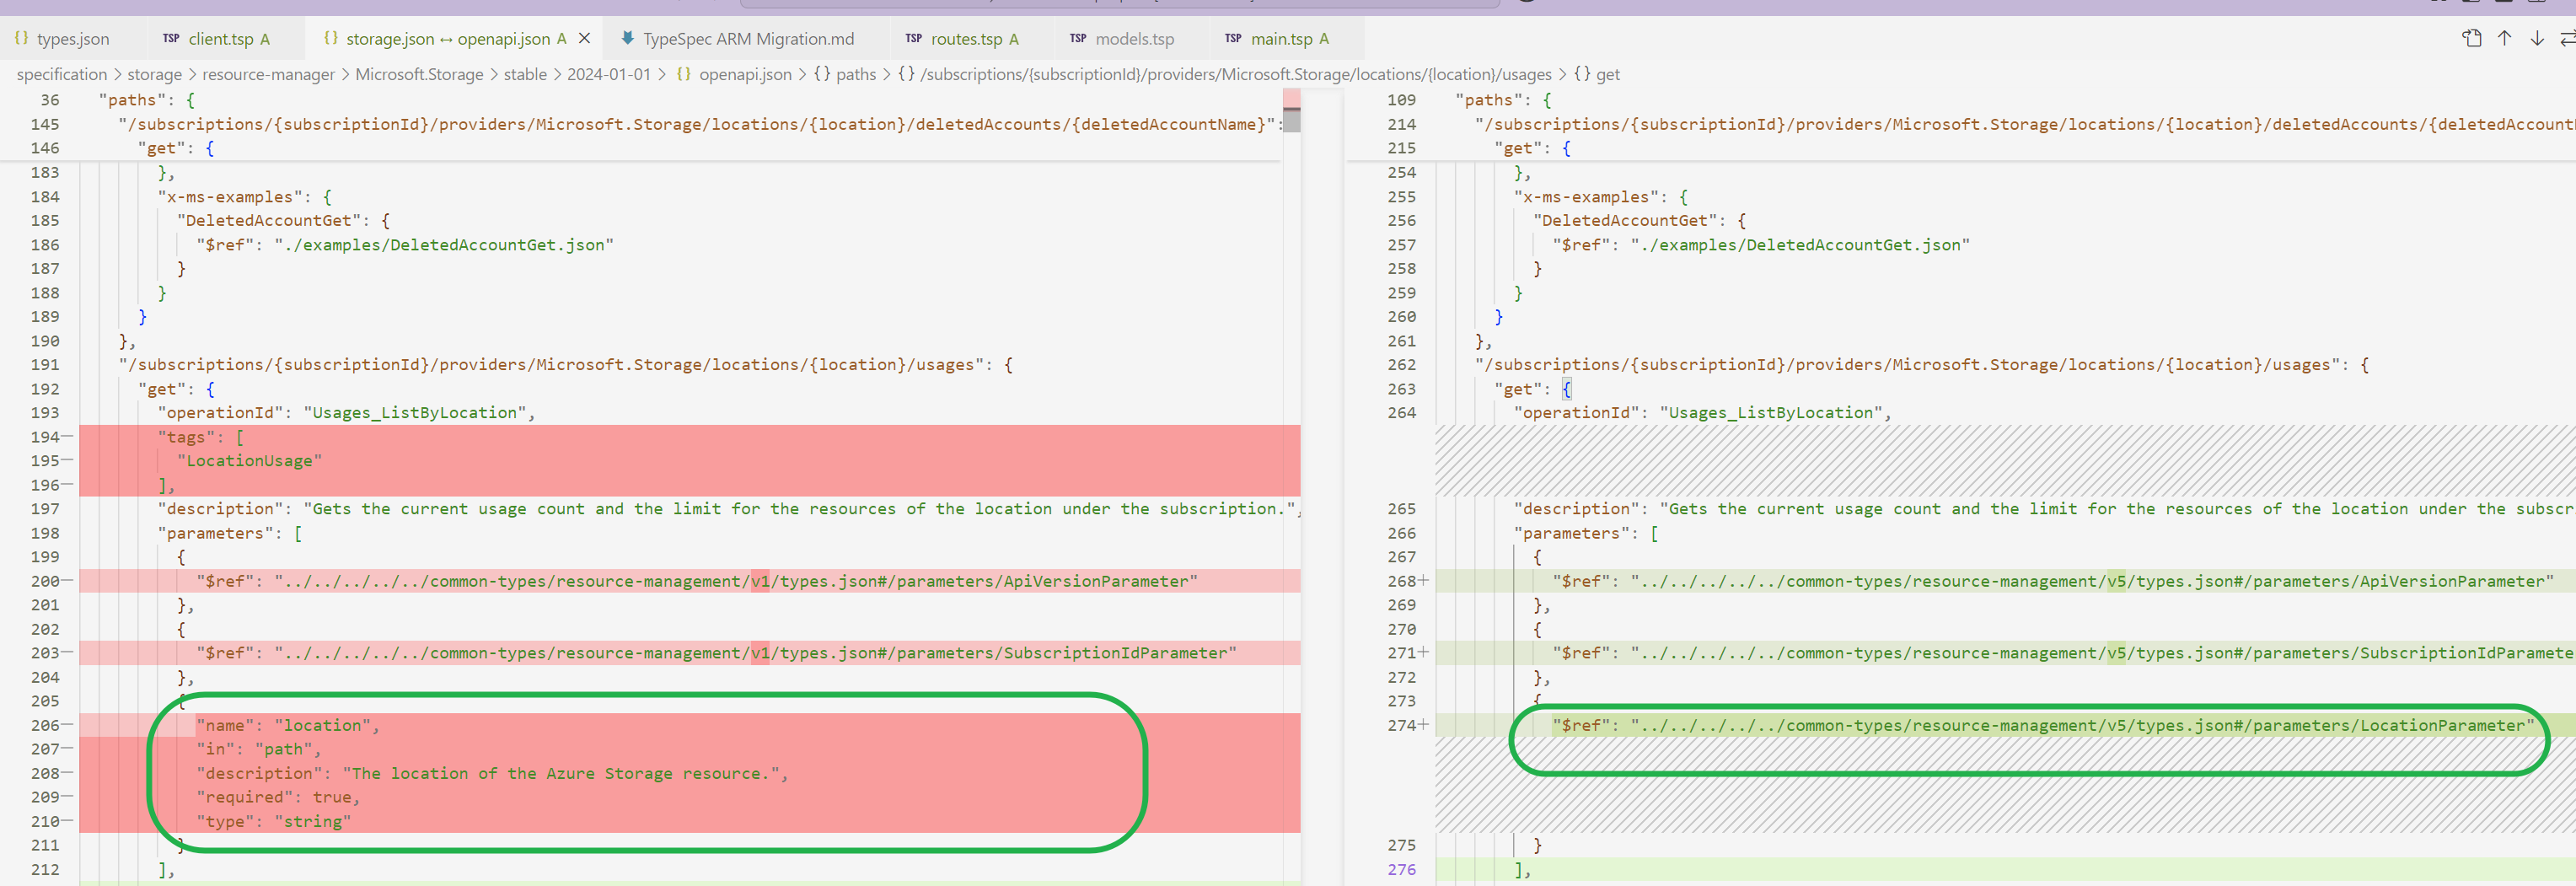 types.json
TSP client.tsp A
storage.json ↔ openapi.json A
TypeSpec ARM Migration.md
TSP routes.tsp A
TSP models.tsp
TSP main.tsp A
specification > storage > resource-manager > Microsoft.Storage > stable > 2024-01-01 > {} openapi.json > {} paths > {} /subscriptions/{subscriptionId}/providers/Microsoft.Storage/locations/{location}/usages > {} get
36 "paths": {
145 "/subscriptions/{subscriptionId}/providers/Microsoft.Storage/locations/{location}/deletedAccounts/{deletedAccountName}":
146 "get": {
183 },
184 "x-ms-examples": {
185 "DeletedAccountGet": {
186 "$ref": "./examples/DeletedAccountGet.json"
187 }
188 }
189 }
190 },
191 "/subscriptions/{subscriptionId}/providers/Microsoft.Storage/locations/{location}/usages": {
192 "get": {
193 "operationId": "Usages_ListByLocation",
194— "tags": [
195— "LocationUsage"
196— ],
197 "description": "Gets the current usage count and the limit for the resources of the location under the subscription.",
198 "parameters": [
199 {
200— "$ref": "../../../../../common-types/resource-management/v1/types.json#/parameters/ApiVersionParameter"
201 },
202 {
203— "$ref": "../../../../../common-types/resource-management/v1/types.json#/parameters/SubscriptionIdParameter"
204 },
205 {
206— "name": "location",
207— "in": "path",
208— "description": "The location of the Azure Storage resource.",
209— "required": true,
210— "type": "string"
211 }
212 ],
109 "paths": {
214 "/subscriptions/{subscriptionId}/providers/Microsoft.Storage/locations/{location}/deletedAccounts/{deletedAccount
215 "get": {
254 },
255 "x-ms-examples": {
256 "DeletedAccountGet": {
257 "$ref": "./examples/DeletedAccountGet.json"
258 }
259 }
260 }
261 },
262 "/subscriptions/{subscriptionId}/providers/Microsoft.Storage/locations/{location}/usages": {
263 "get": {
264 "operationId": "Usages_ListByLocation",
265 "description": "Gets the current usage count and the limit for the resources of the location under the subscr
266 "parameters": [
267 {
268+ "$ref": "../../../../../common-types/resource-management/v5/types.json#/parameters/ApiVersionParameter"
269 },
270 {
271+ "$ref": "../../../../../common-types/resource-management/v5/types.json#/parameters/SubscriptionIdParamete
272 },
273 {
274+ "$ref": "../../../../../common-types/resource-management/v5/types.json#/parameters/LocationParameter"
275 }
276 ],